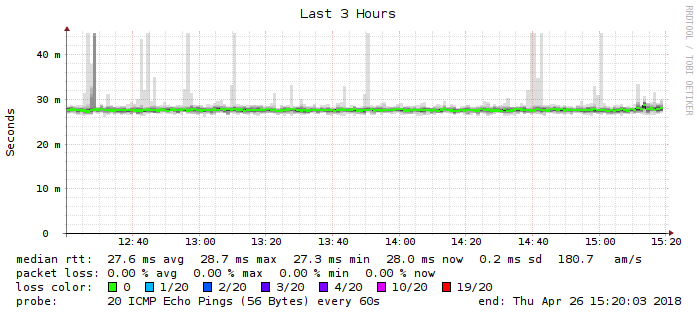 Last 3 Hours
RRDTOOL / TOBI OETIKER
Seconds
40 m
30 m
20 m
10 m
0
12:40 13:00 13:20 13:40 14:00 14:20 14:40 15:00 15:20
median rtt: 27.6 ms avg 28.7 ms max 27.3 ms min 28.0 ms now 0.2 ms sd 180.7 am/s
packet loss: 0.00 % avg 0.00 % max 0.00 % min 0.00 % now
loss color: 0 1/20 2/20 3/20 4/20 10/20 19/20
probe: 20 ICMP Echo Pings (56 Bytes) every 60s end: Thu Apr 26 15:20:03 2018